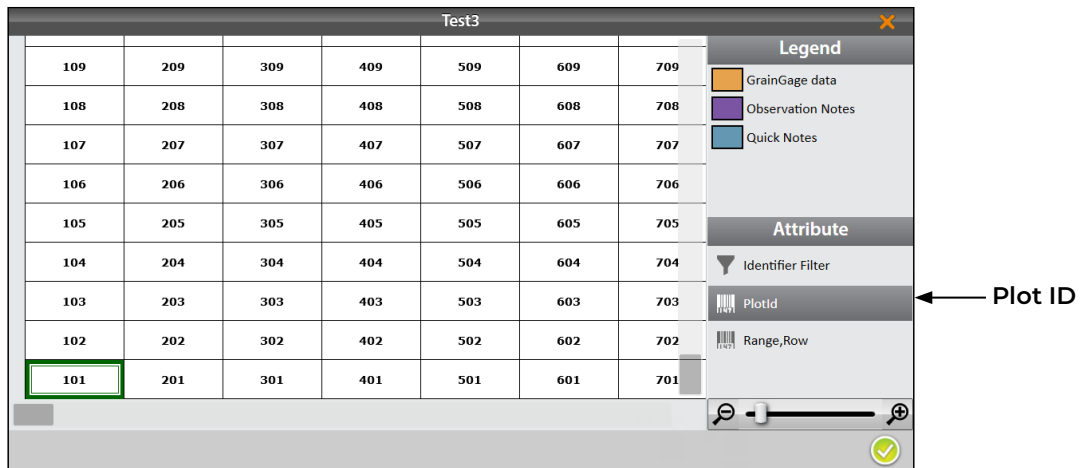 Test3
109 209 309 409 509 609 709
108 208 308 408 508 608 708
107 207 307 407 507 607 707
106 206 306 406 506 606 706
105 205 305 405 505 605 705
104 204 304 404 504 604 704
103 203 303 403 503 603 703
102 202 302 402 502 602 702
101 201 301 401 501 601 701
Legend
GrainGage data
Observation Notes
Quick Notes
Attribute
Identifier Filter
PlotId
Range,Row
Plot ID